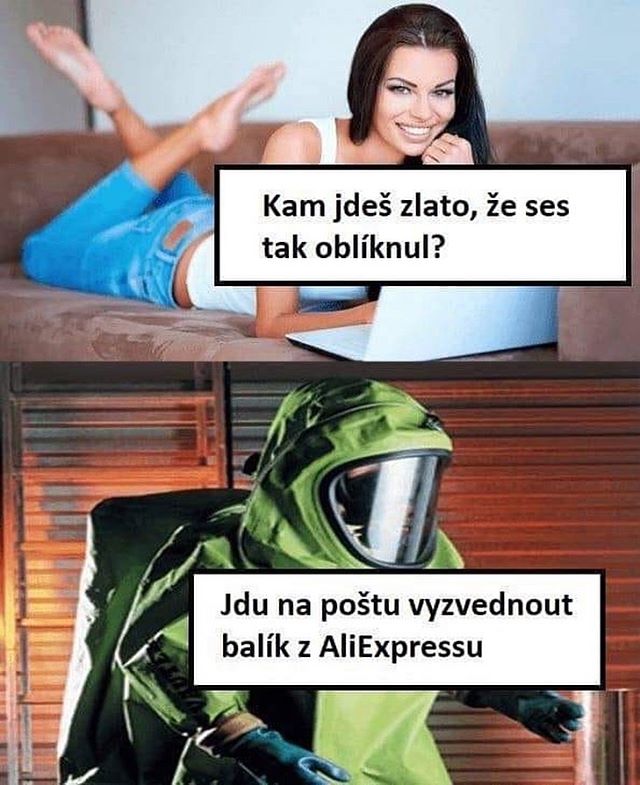 Kam jdeš zlato, že ses
tak oblíknul?
Jdu na poštu vyzvednout
balík z AliExpressu